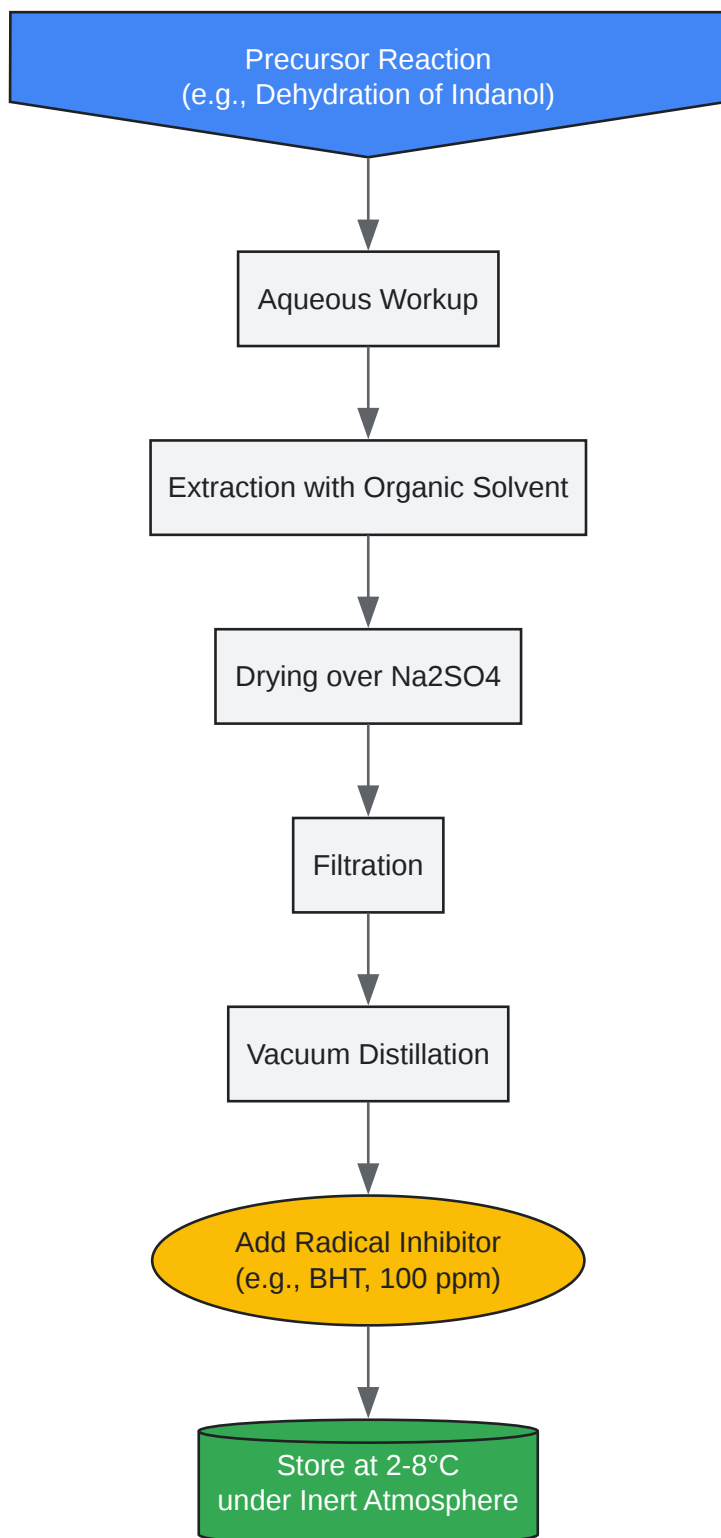 Precursor Reaction
(e.g., Dehydration of Indanol)
Aqueous Workup
Extraction with Organic Solvent
Drying over Na2SO4
Filtration
Vacuum Distillation
Add Radical Inhibitor
(e.g., BHT, 100 ppm)
Store at 2-8°C
under Inert Atmosphere